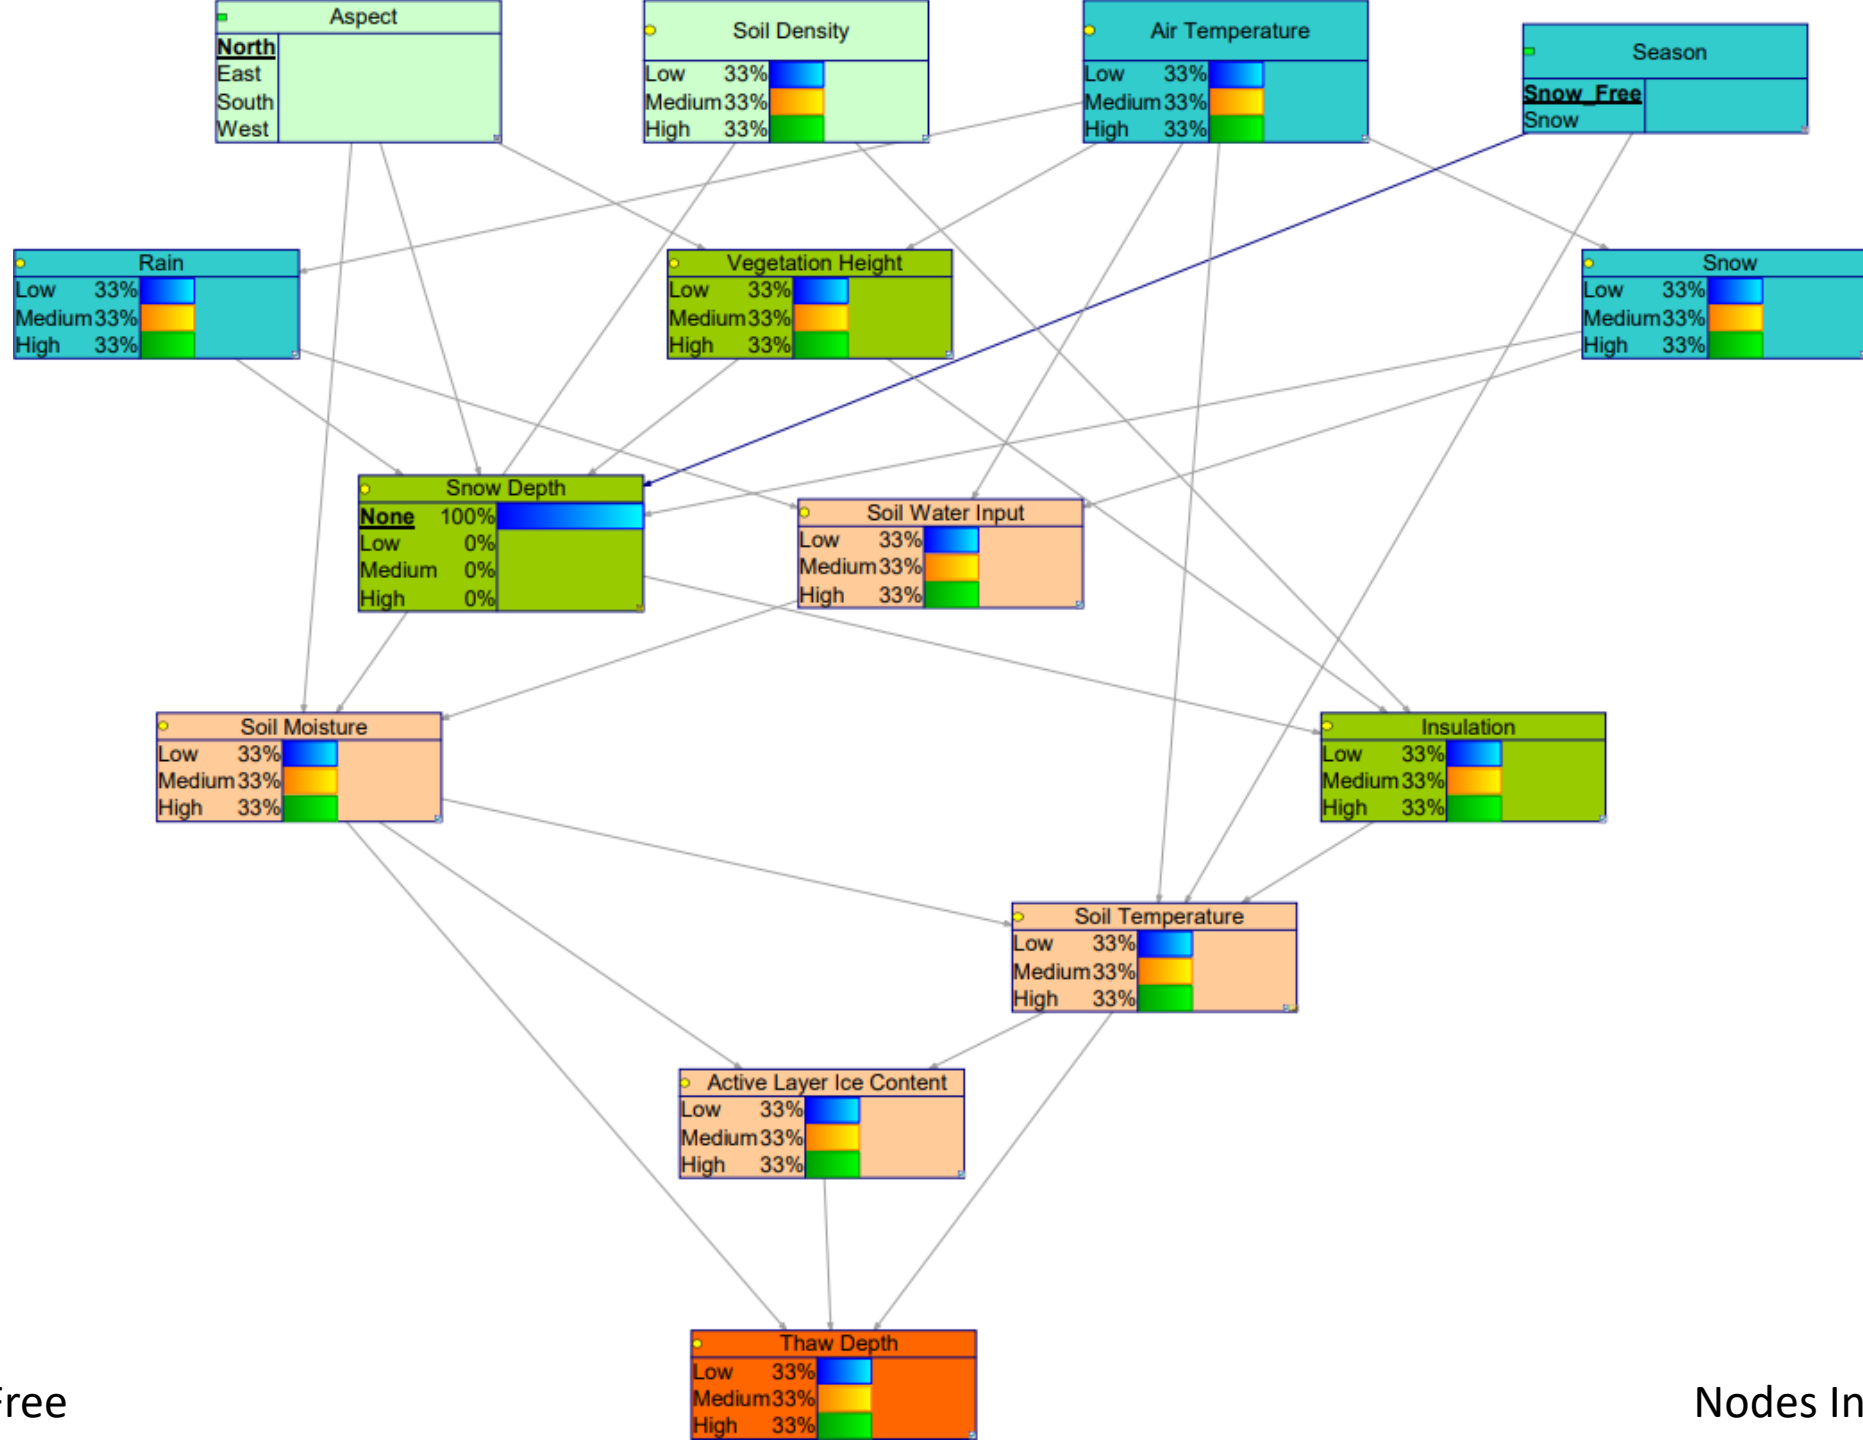 Aspect
North
East
South
West
Soil Density
Low 33%
Medium 33%
High 33%
Air Temperature
Low 33%
Medium 33%
High 33%
Season
Snow_Free
Snow
Rain
Low 33%
Medium 33%
High 33%
Vegetation Height
Low 33%
Medium 33%
High 33%
Snow
Low 33%
Medium 33%
High 33%
Snow Depth
None 100%
Low 0%
Medium 0%
High 0%
Soil Water Input
Low 33%
Medium 33%
High 33%
Soil Moisture
Low 33%
Medium 33%
High 33%
Insulation
Low 33%
Medium 33%
High 33%
Soil Temperature
Low 33%
Medium 33%
High 33%
Active Layer Ice Content
Low 33%
Medium 33%
High 33%
Thaw Depth
Low 33%
Medium 33%
High 33%
Nodes In